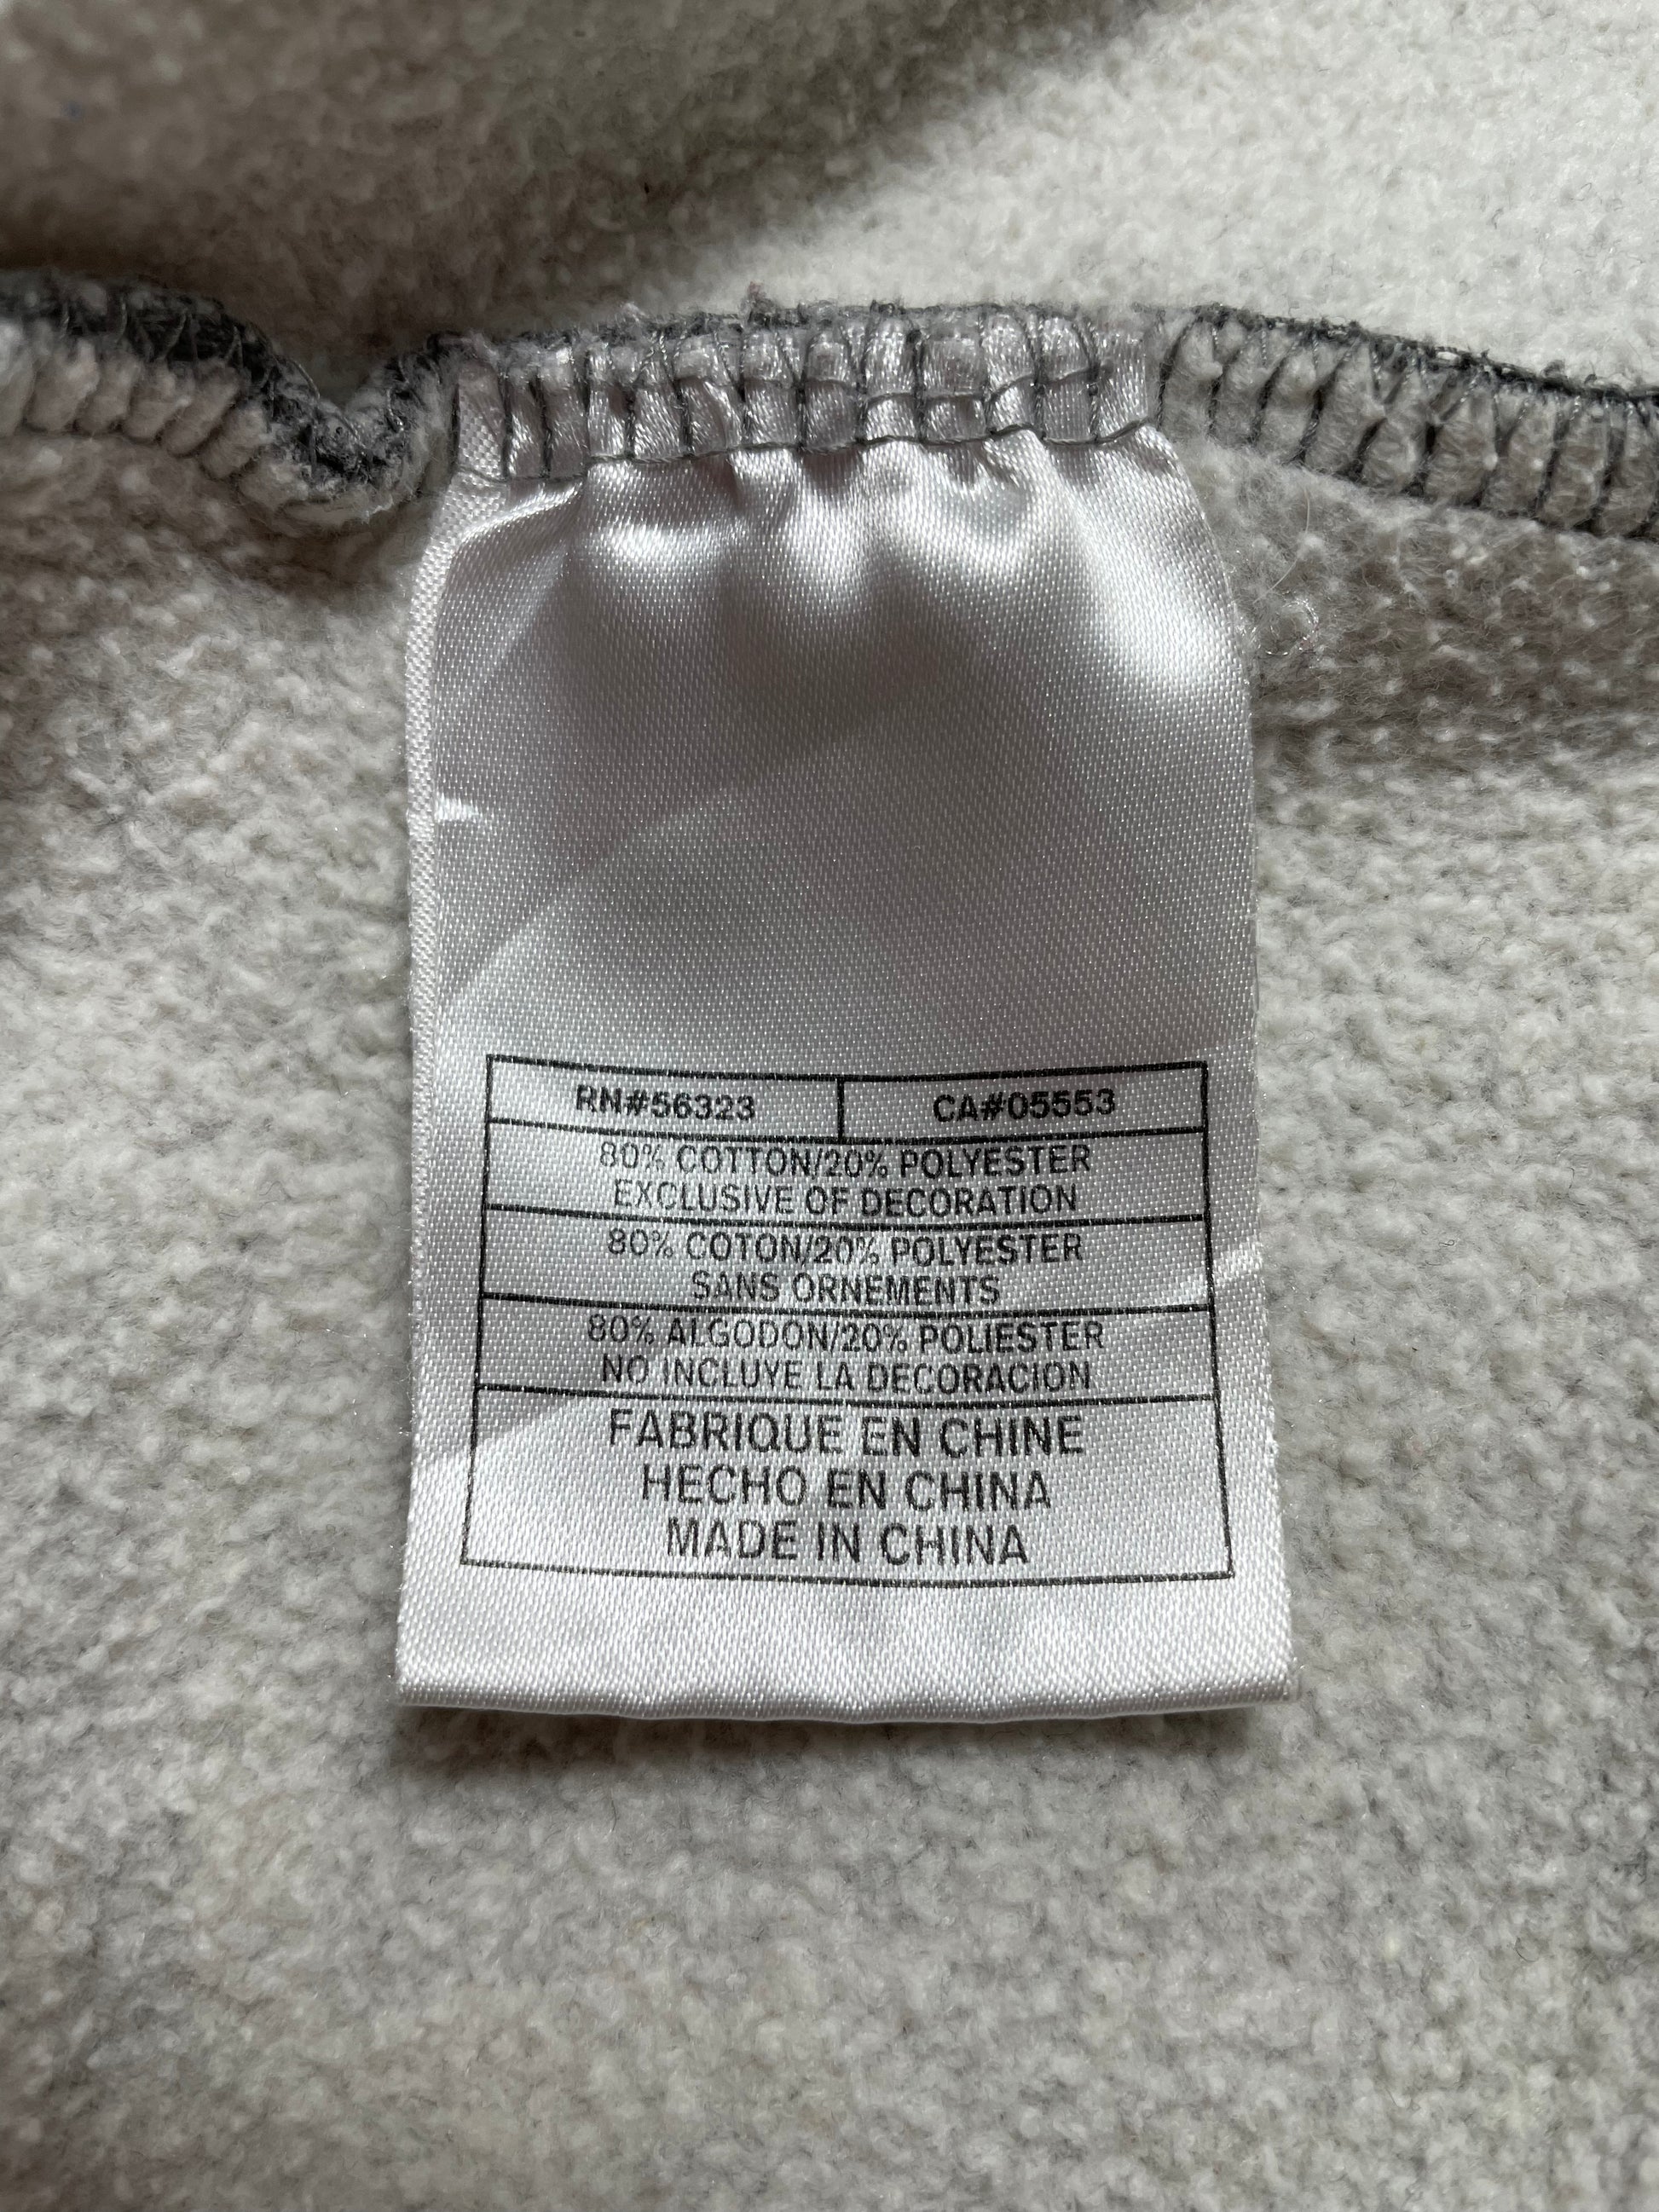 RN#56323 CA#05553
80% COTTON/20% POLYESTER
EXCLUSIVE OF DECORATION
80% COTON/20% POLYESTER
SANS ORNEMENTS
80% ALGODON/20% POLIESTER
NO INCLUYE LA DECORACION
FABRIQUE EN CHINE
HECHO EN CHINA
MADE IN CHINA